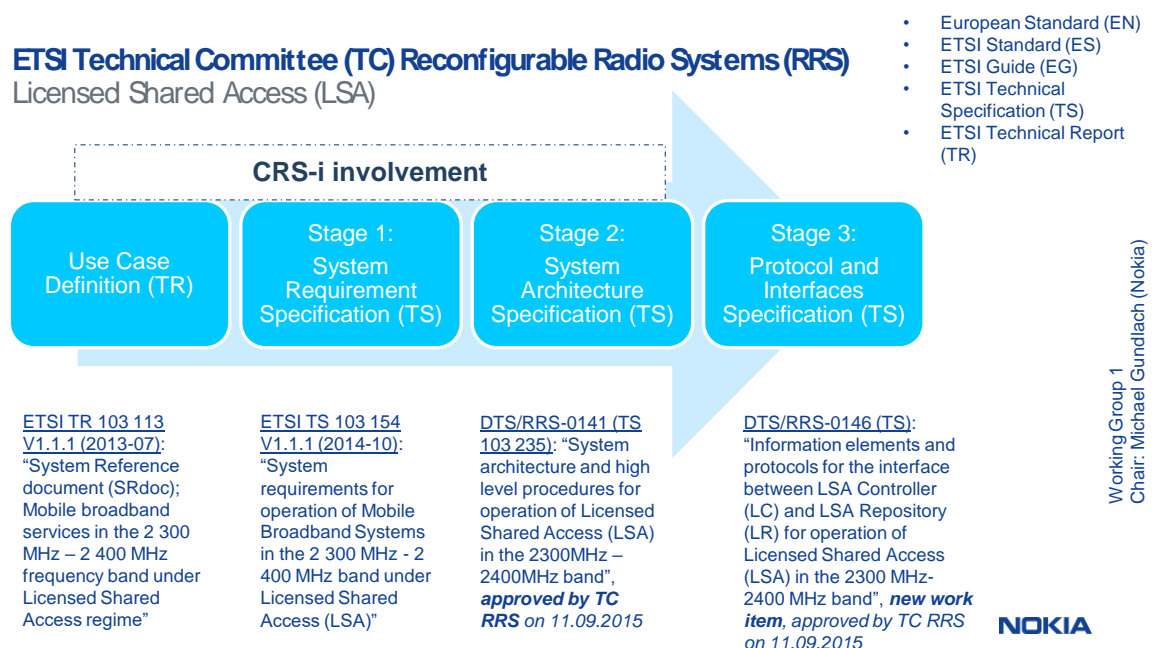 ETSI Technical Committee (TC) Reconfigurable Radio Systems (RRS)
Licensed Shared Access (LSA)
• European Standard (EN)
• ETSI Standard (ES)
• ETSI Guide (EG)
• ETSI Technical
Specification (TS)
• ETSI Technical Report
(TR)
CRS-i involvement
Use Case
Definition (TR)
Stage 1:
System
Requirement
Specification (TS)
Stage 2:
System
Architecture
Specification (TS)
Stage 3:
Protocol and
Interfaces
Specification (TS)
ETSI TR 103 113
V1.1.1 (2013-07):
“System Reference
document (SRdoc);
Mobile broadband
services in the 2 300
MHz – 2 400 MHz
frequency band under
Licensed Shared
Access regime”
ETSI TS 103 154
V1.1.1 (2014-10):
“System
requirements for
operation of Mobile
Broadband Systems
in the 2 300 MHz - 2
400 MHz band under
Licensed Shared
Access (LSA)”
DTS/RRS-0141 (TS
103 235): “System
architecture and high
level procedures for
operation of Licensed
Shared Access (LSA)
in the 2300MHz –
2400MHz band”,
approved by TC
RRS on 11.09.2015
DTS/RRS-0146 (TS):
“Information elements and
protocols for the interface
between LSA Controller
(LC) and LSA Repository
(LR) for operation of
Licensed Shared Access
(LSA) in the 2300 MHz-
2400 MHz band”, new work
item, approved by TC RRS
on 11.09.2015
Working Group 1
Chair: Michael Gundlach (Nokia)
NOKIA